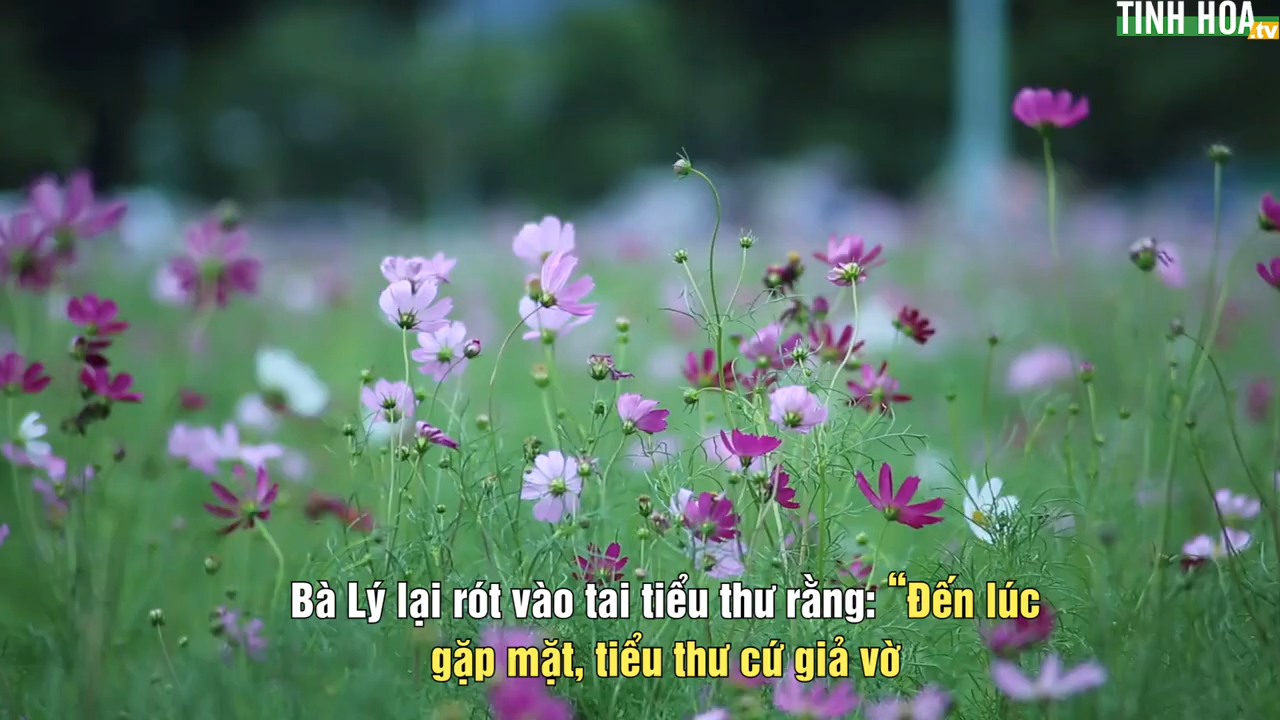 TINH HOA
.tv
Bà Lý lại rót vào tai tiểu thư rằng: “Đến lúc
gặp mặt, tiểu thư cứ giả vờ